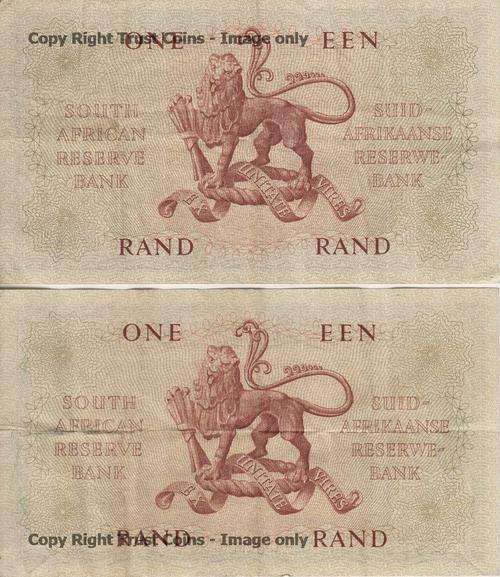 Copy Right Trust Coins - Image only
ONE EEN
SOUTH SUID-
AFRICAN AFRIKAANSE
RESERVE RESERWE-
BANK BANK
EX UNITATE VIRES
RAND RAND
ONE EEN
SOUTH SUID-
AFRICAN AFRIKAANSE
RESERVE RESERWE-
BANK BANK
EX UNITATE VIRES
RAND RAND
Copy Right Trust Coins - Image only